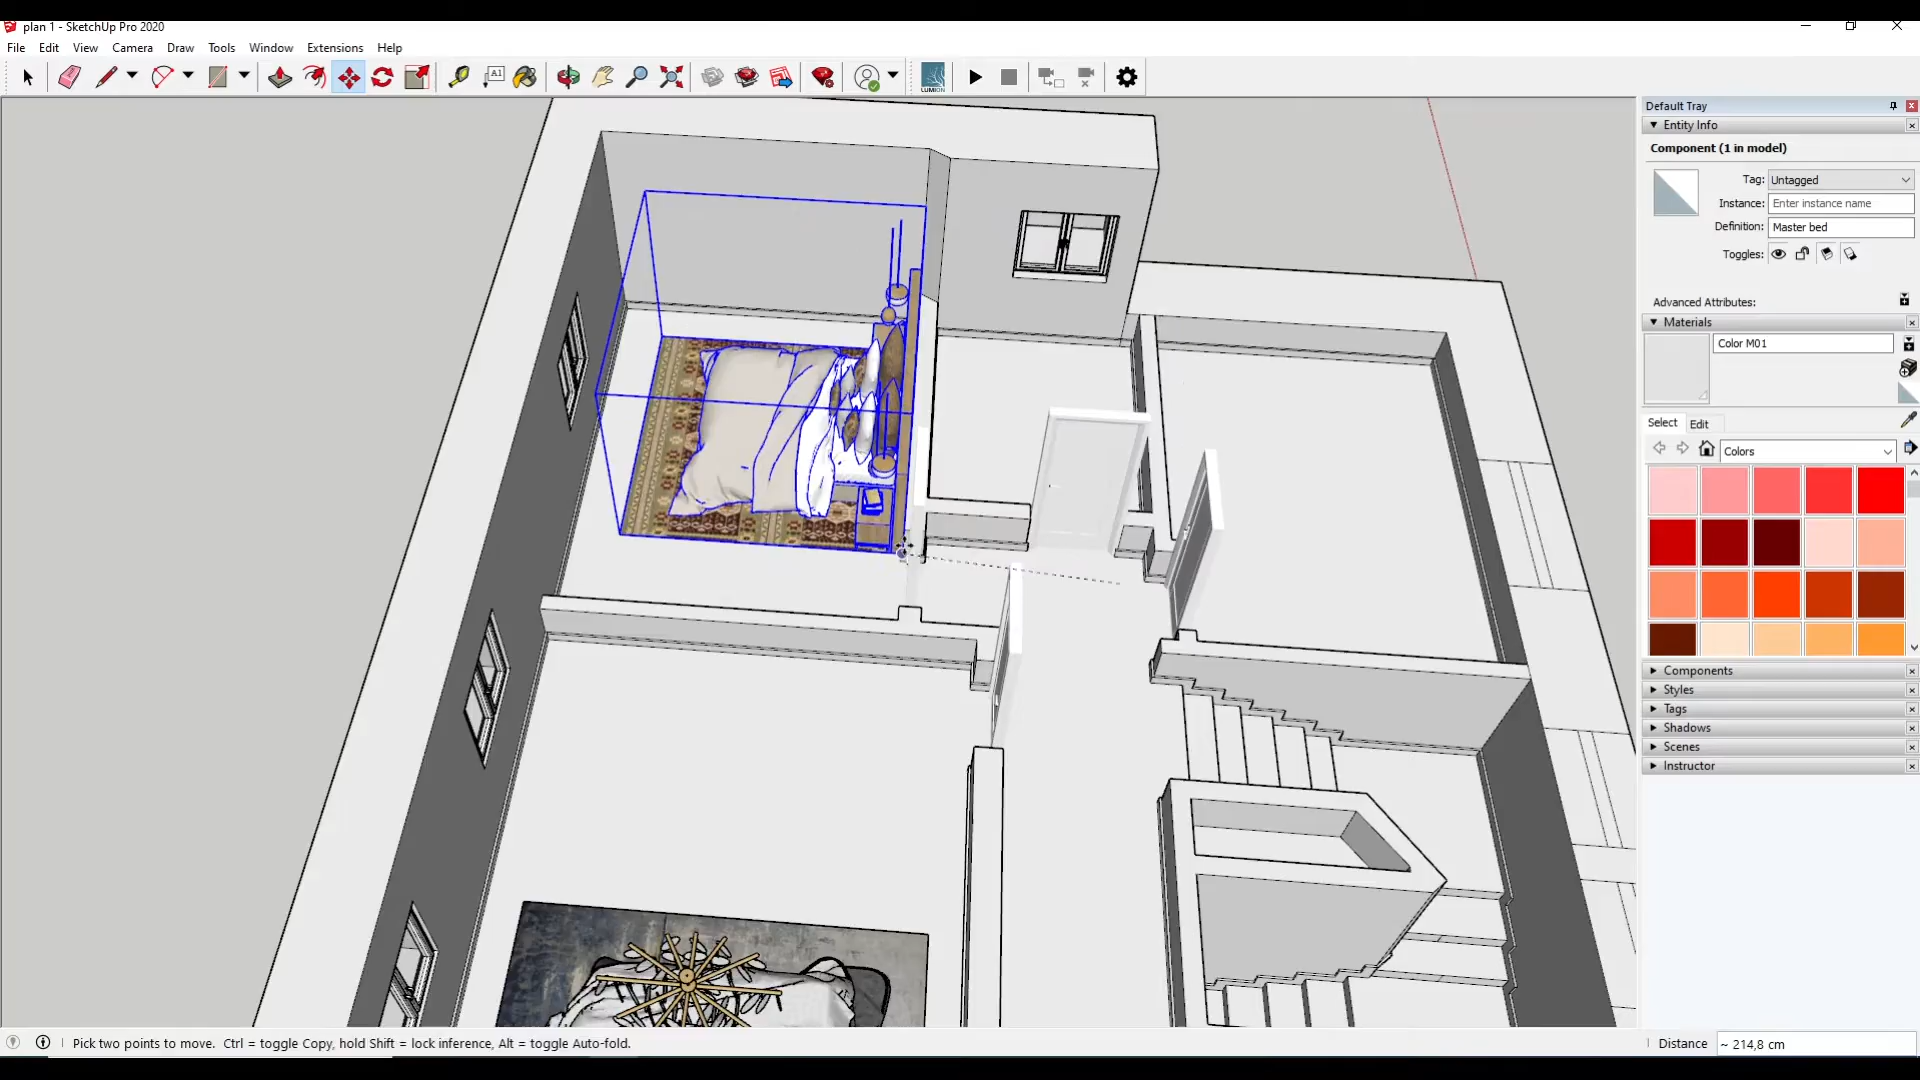 plan 1 - SketchUp Pro 2020
File Edit View Camera Draw Tools Window Extensions Help
A1
LUMION
Default Tray
Entity Info
Component (1 in model)
Tag: Untagged
Instance: Enter instance name
Definition: Master bed
Toggles:
Advanced Attributes:
Materials
Color M01
Select Edit
Colors
Components
Styles
Tags
Shadows
Scenes
Instructor
Pick two points to move. Ctrl = toggle Copy, hold Shift = lock inference, Alt = toggle Auto-fold.
Distance ~ 214,8 cm